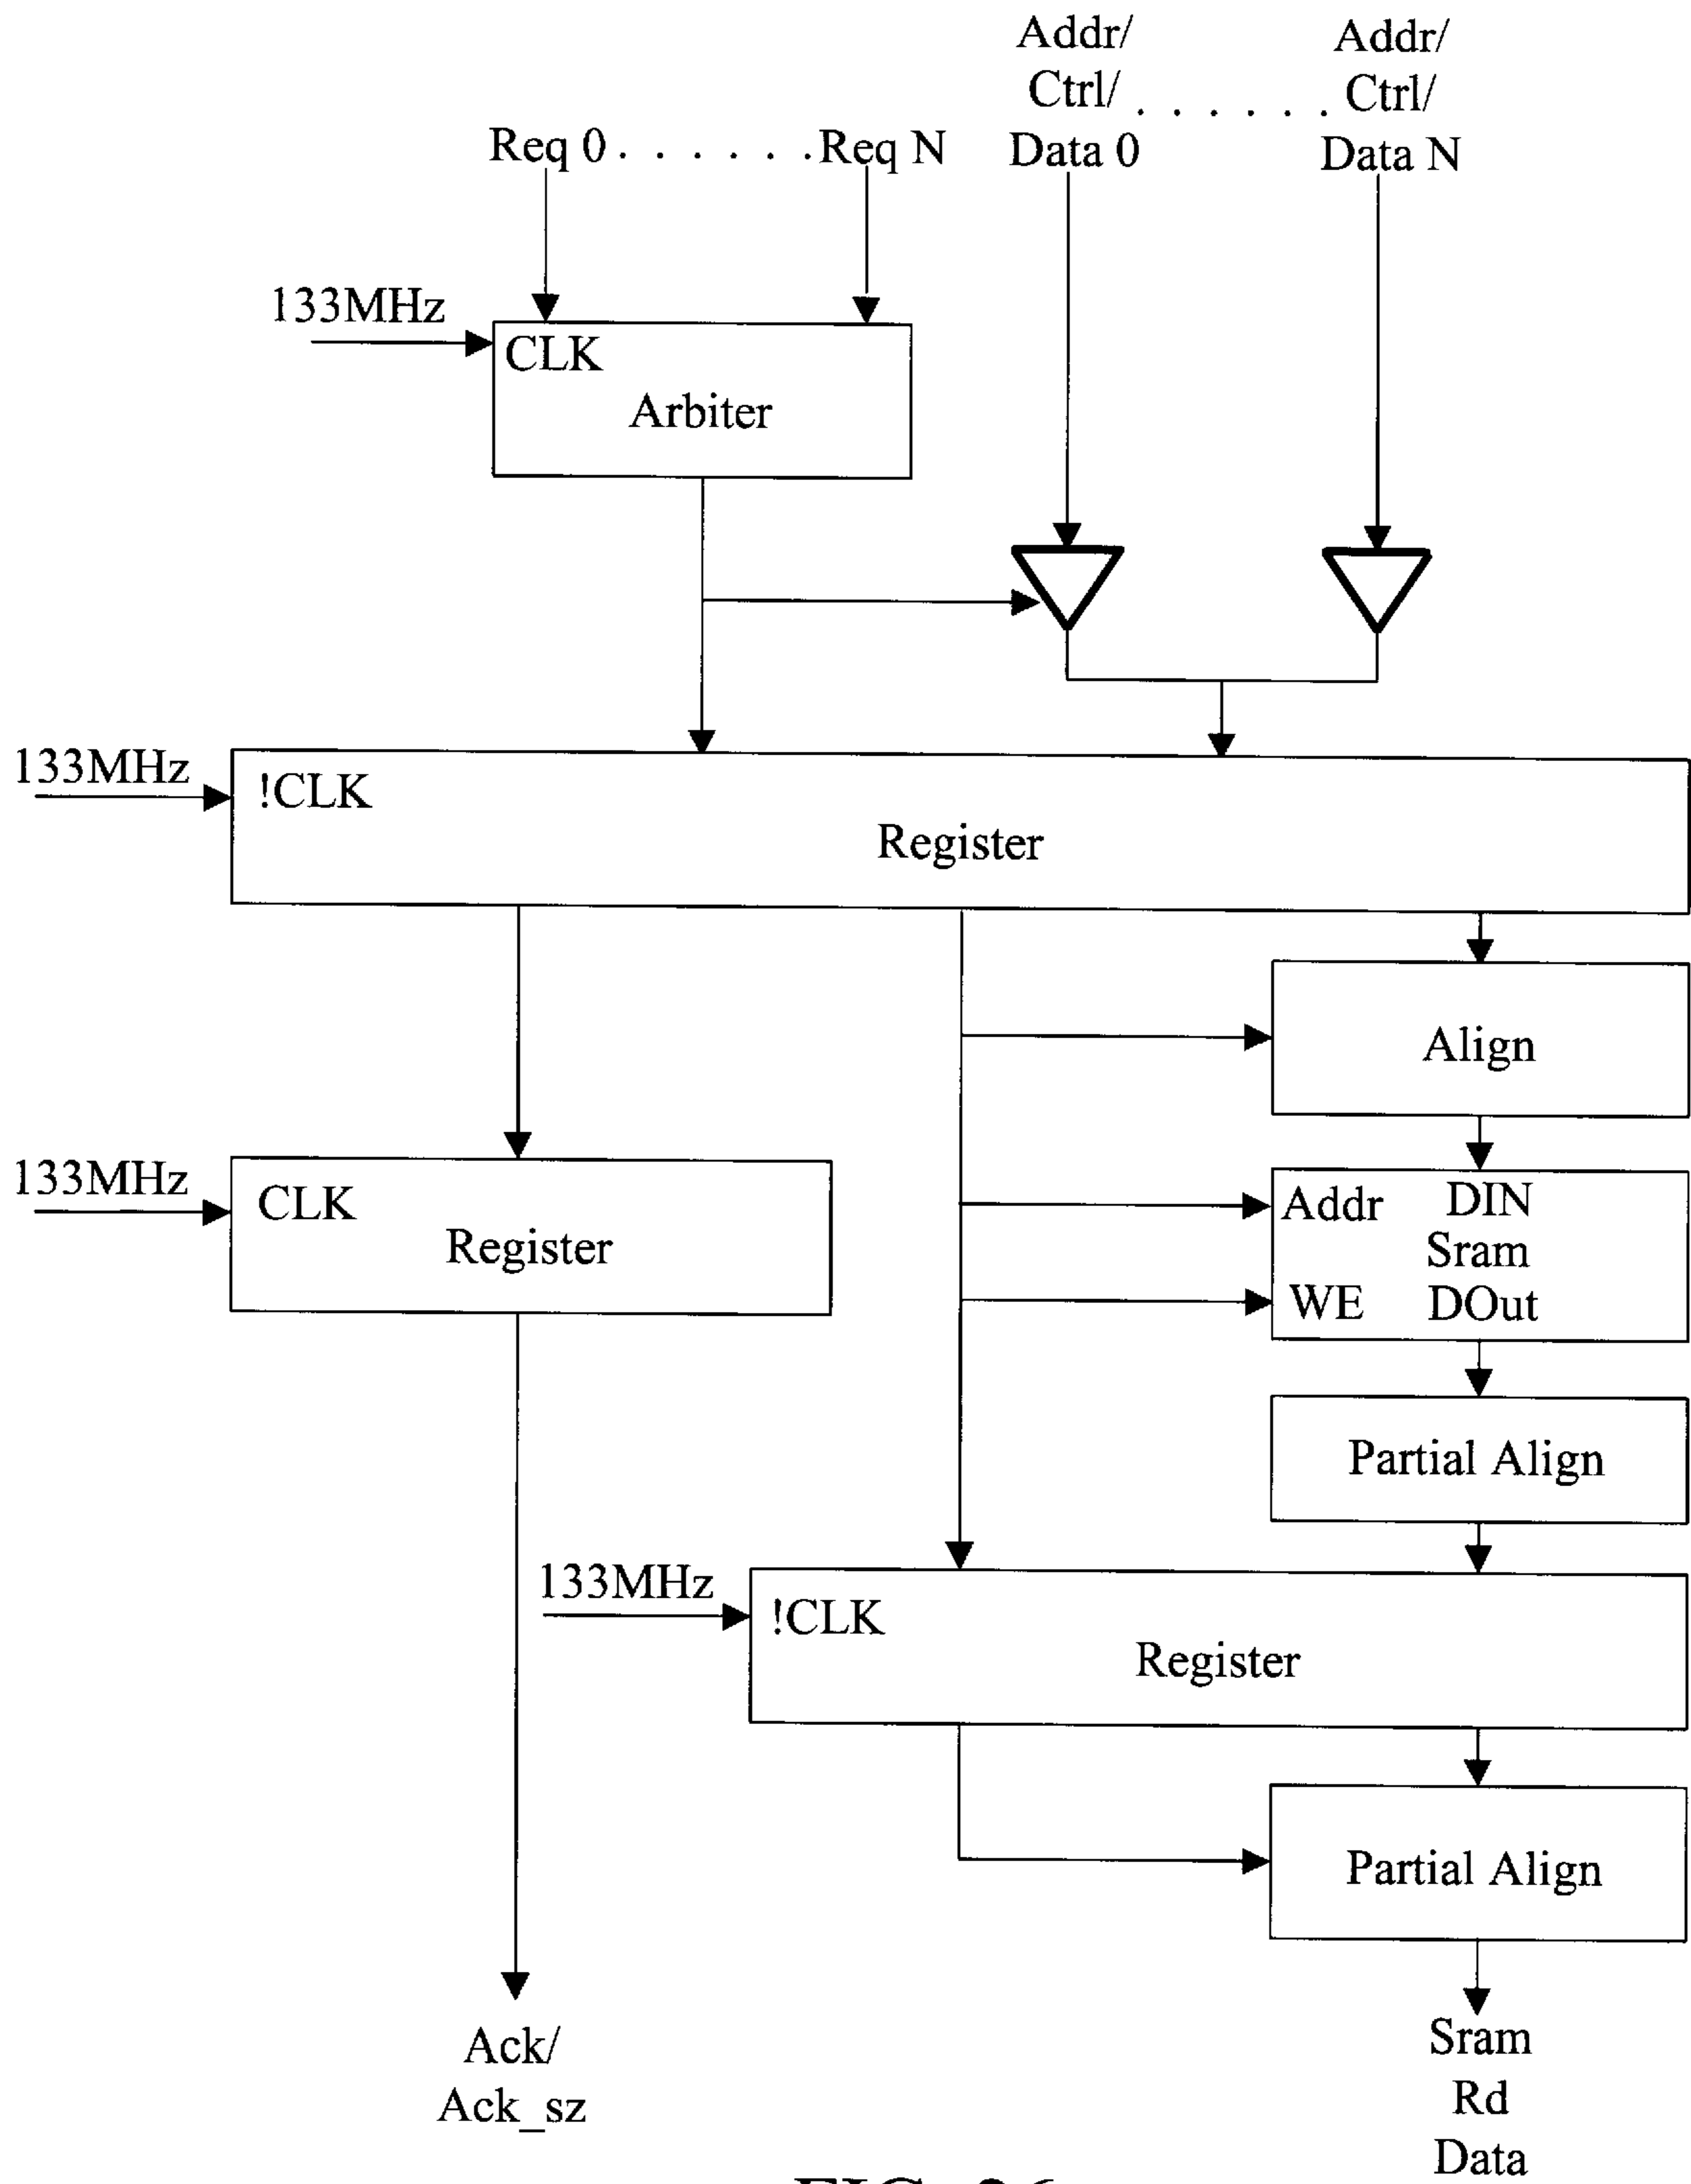 Addr/ Addr/
Ctrl/ . . . . . . Ctrl/
Req 0 . . . . . . Req N Data 0 Data N
133MHz
CLK
Arbiter
133MHz
!CLK
Register
Align
133MHz
CLK
Register
Addr DIN
Sram
WE DOut
Partial Align
133MHz
!CLK
Register
Partial Align
Ack/
Ack_sz
Sram
Rd
Data